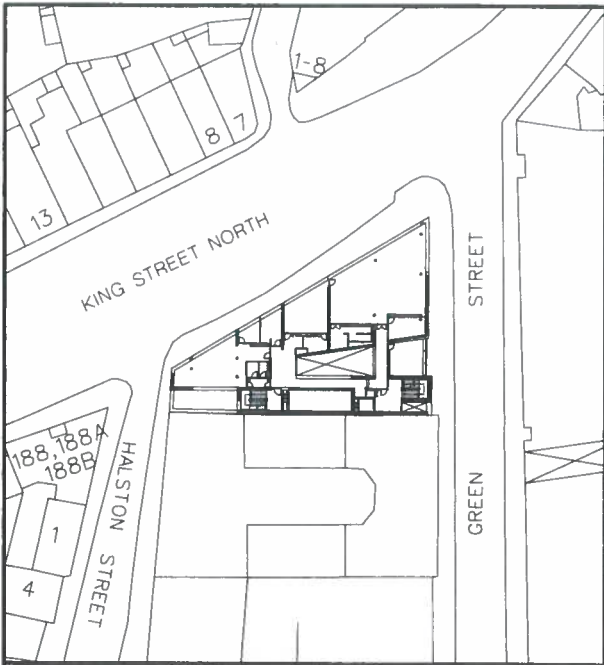 1-8
8 7
13
KING STREET NORTH
STREET
GREEN
188,188A
188B
HALSTON STREET
1
4